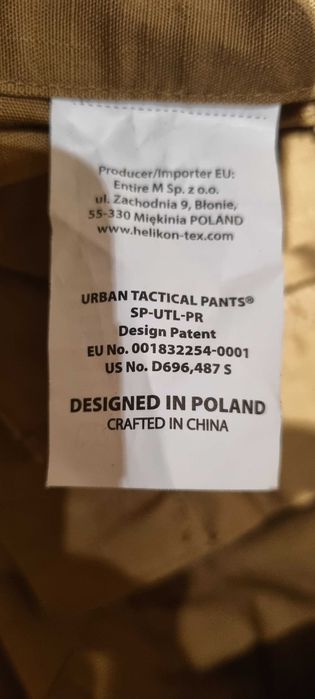 Producer/Importer EU:
Entire M Sp. z o.o.
ul. Zachodnia 9, Błonie,
55-330 Miękinia POLAND
www.helikon-tex.com
URBAN TACTICAL PANTS®
SP-UTL-PR
Design Patent
EU No. 001832254-0001
US No. D696,487 S
DESIGNED IN POLAND
CRAFTED IN CHINA